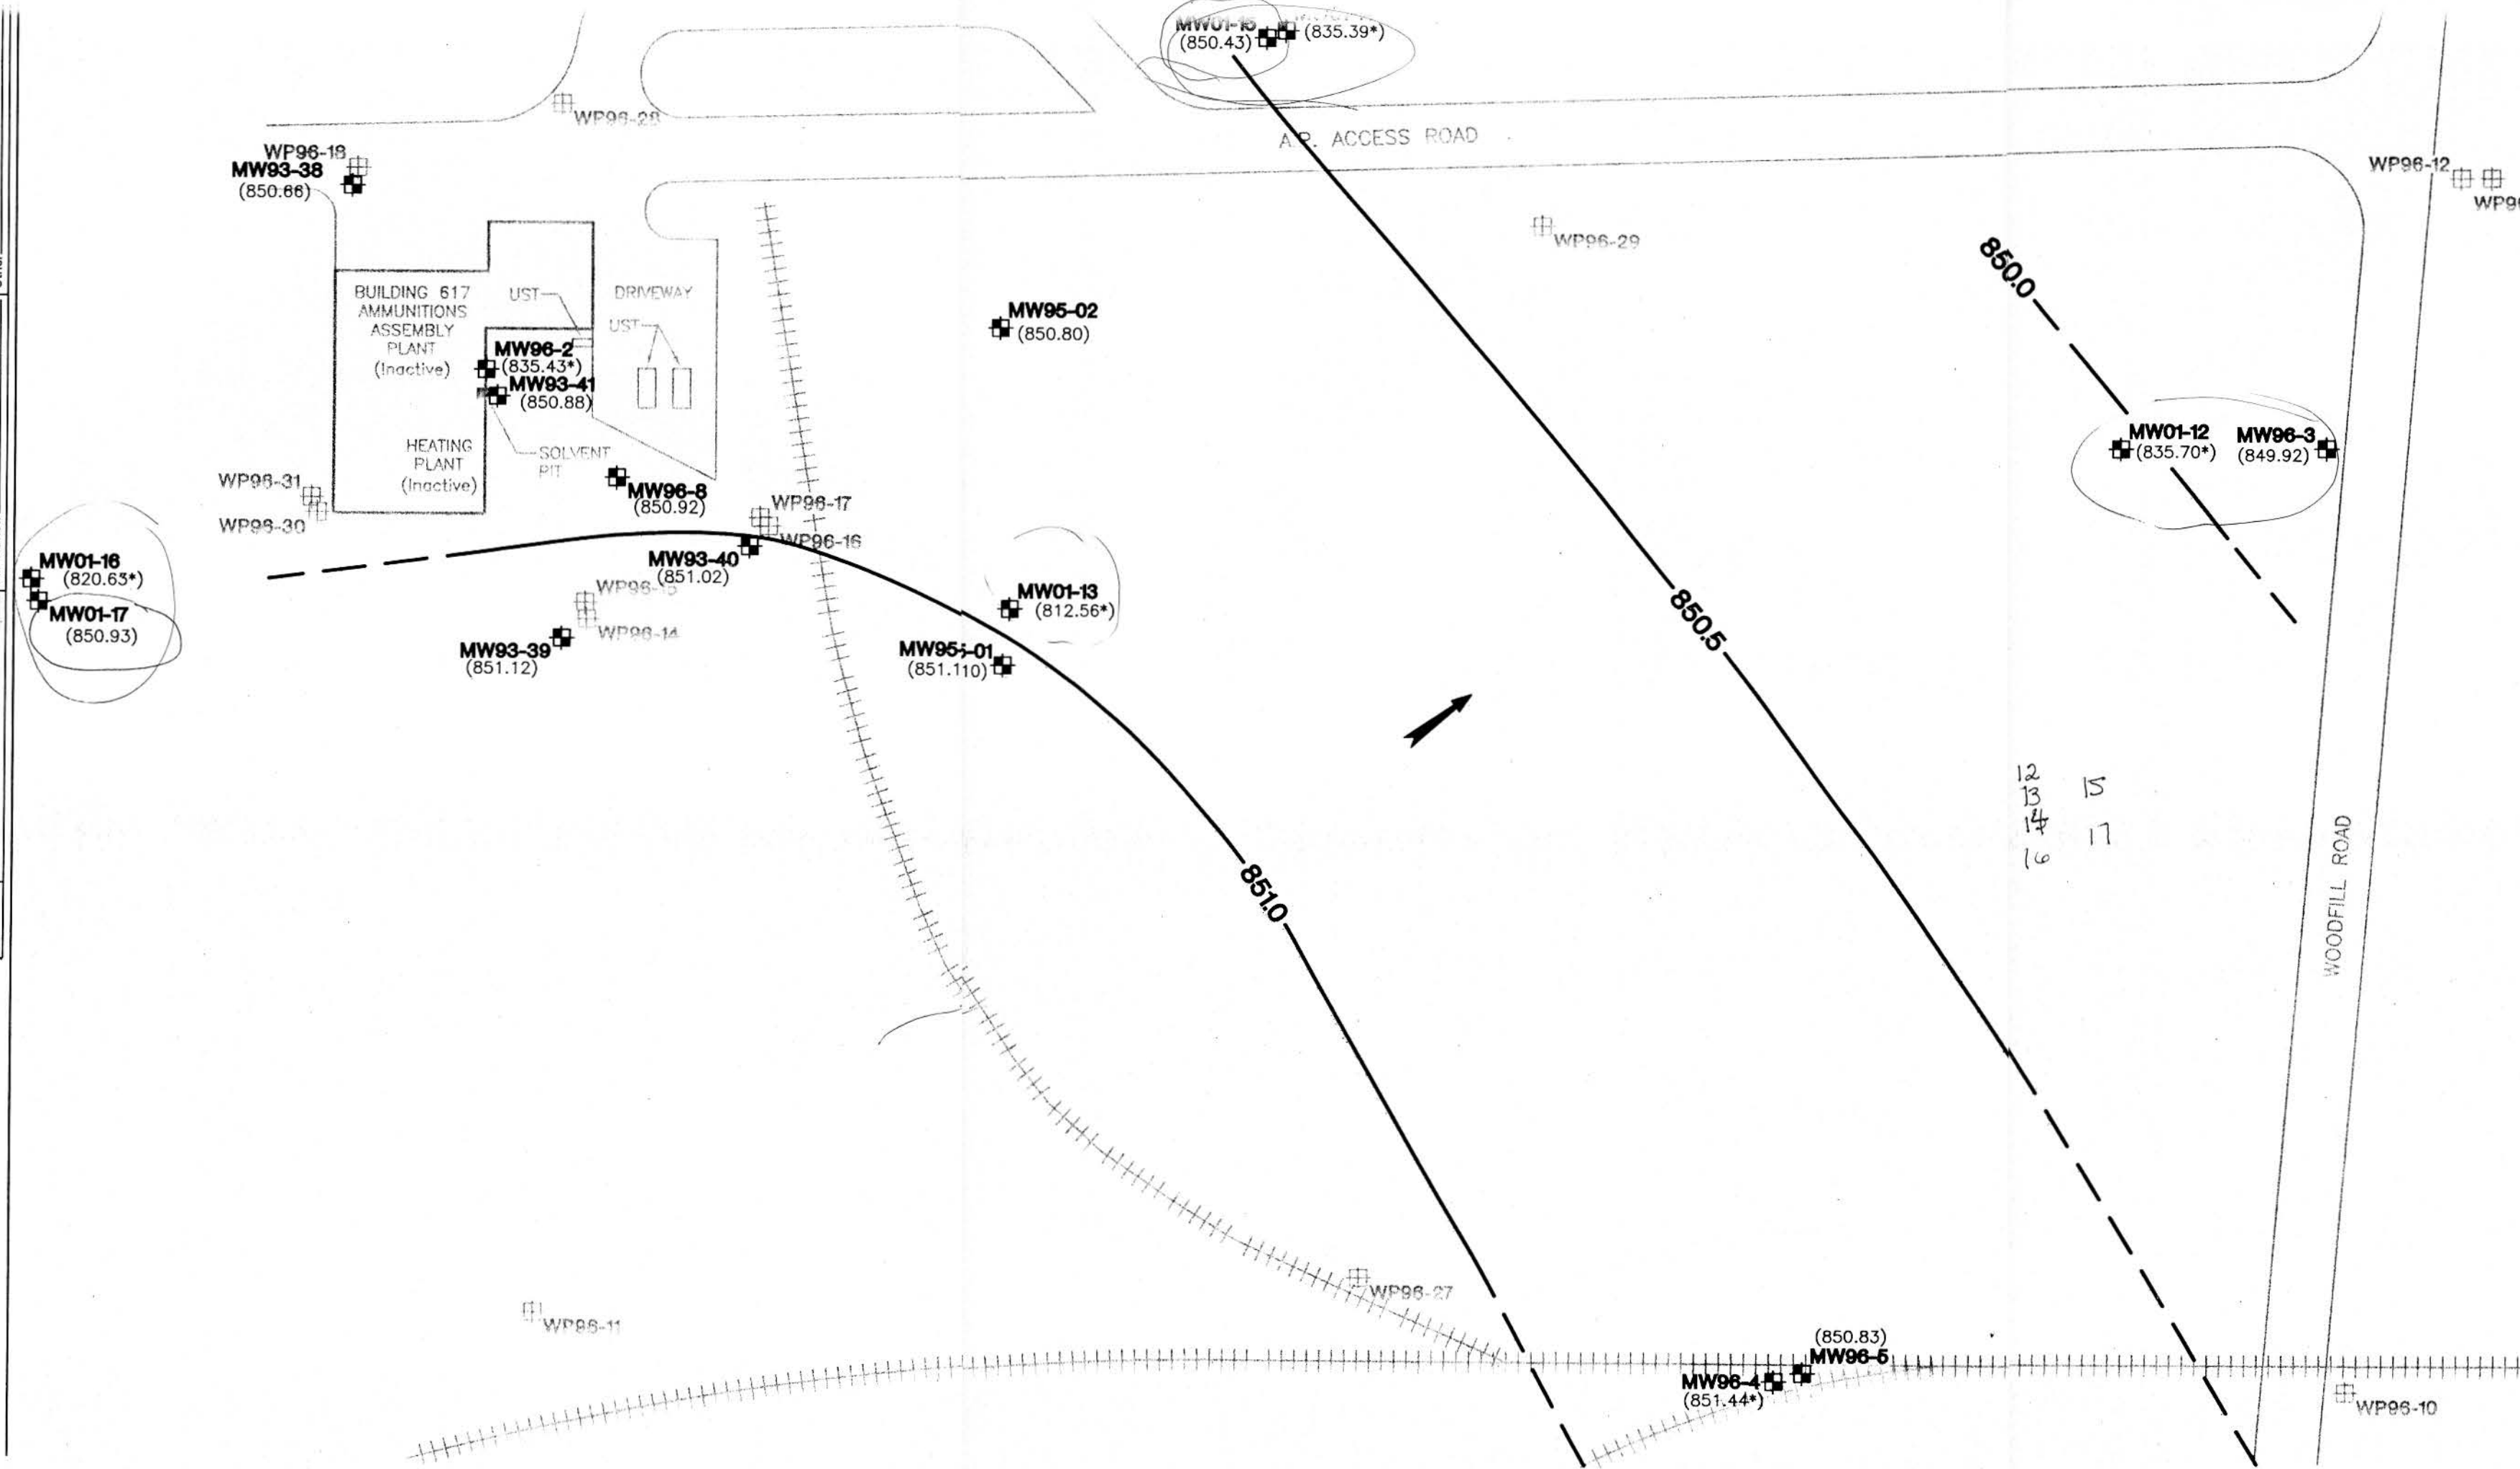 MW01-15
(850.43)
(835.39*)
WP96-28
A.P. ACCESS ROAD
WP96-18
MW93-38
(850.66)
WP96-12
WP9
WP96-29
850.0
BUILDING 617
AMMUNITIONS
ASSEMBLY
PLANT
(Inactive)
UST
DRIVEWAY
UST
MW95-02
(850.80)
MW96-2
(835.43*)
MW93-41
(850.88)
HEATING
PLANT
(Inactive)
SOLVENT
PIT
MW01-12
(835.70*)
MW96-3
(849.92)
WP96-31
WP96-30
MW96-8
(850.92)
WP96-17
WP96-16
MW93-40
(851.02)
MW01-16
(820.63*)
MW01-17
(850.93)
WP96-15
WP96-14
MW01-13
(812.56*)
850.5
MW93-39
(851.12)
MW95-01
(851.110)
12
13
14
16
15
17
851.0
WOODFILL ROAD
WP96-27
WP96-11
(850.83)
MW96-5
MW96-4
(851.44*)
WP96-10